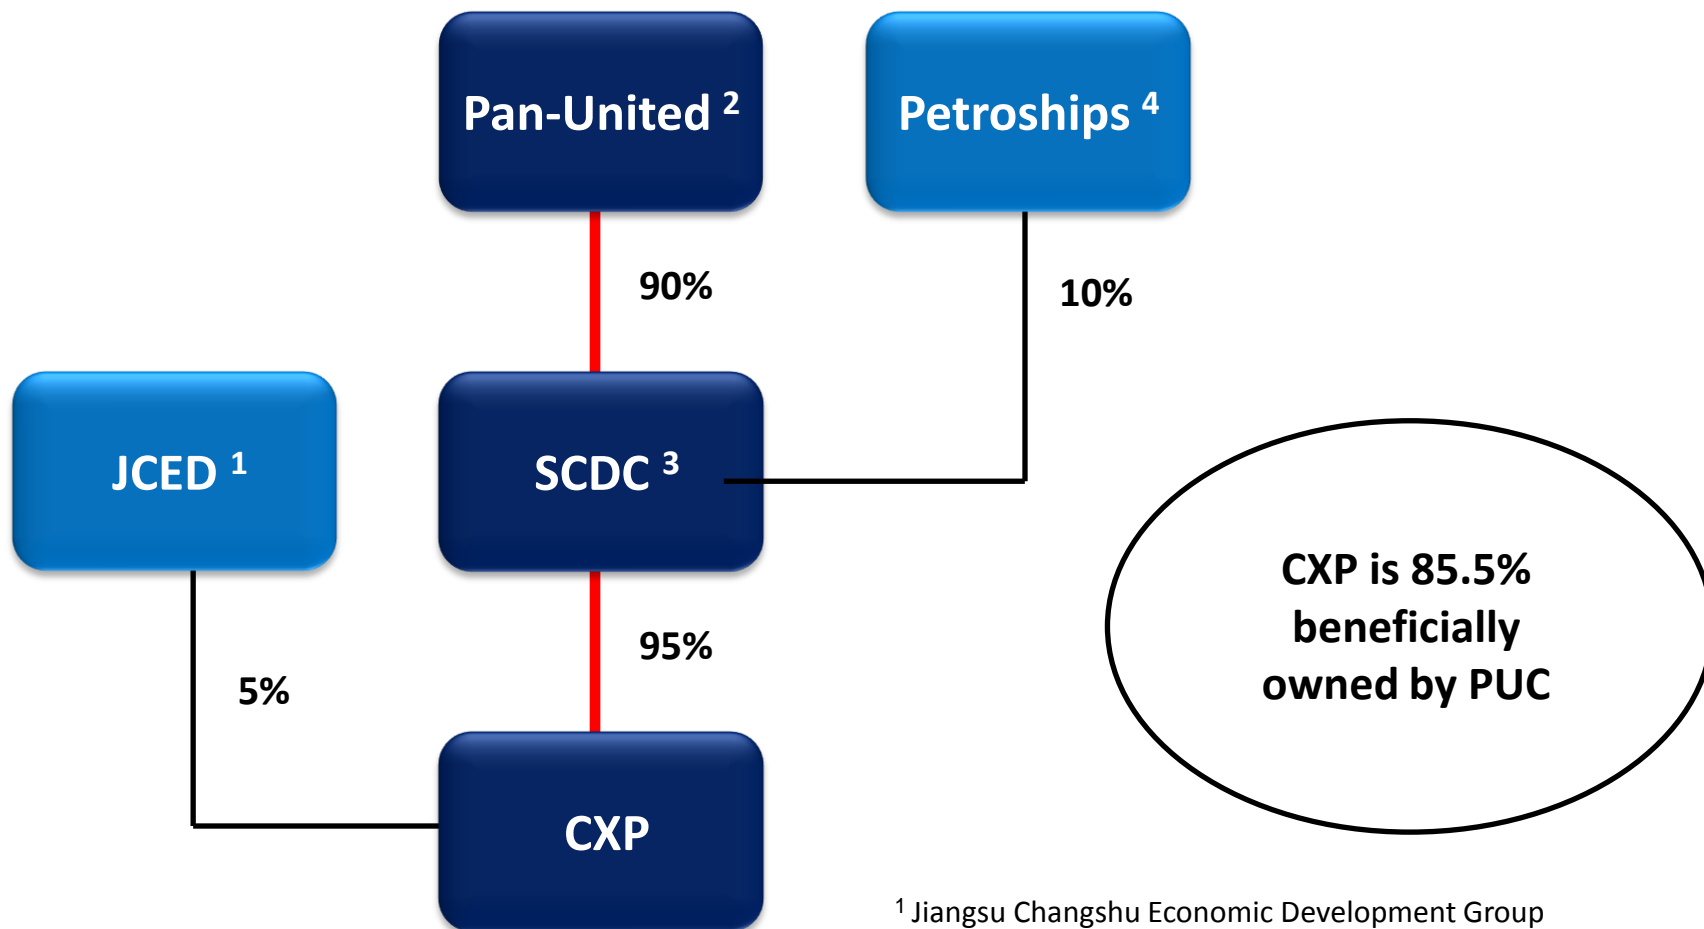 Pan-United ²
Petroships ⁴
90%
10%
JCED ¹
SCDC ³
95%
5%
CXP is 85.5%
beneficially
owned by PUC
CXP
¹ Jiangsu Changshu Economic Development Group